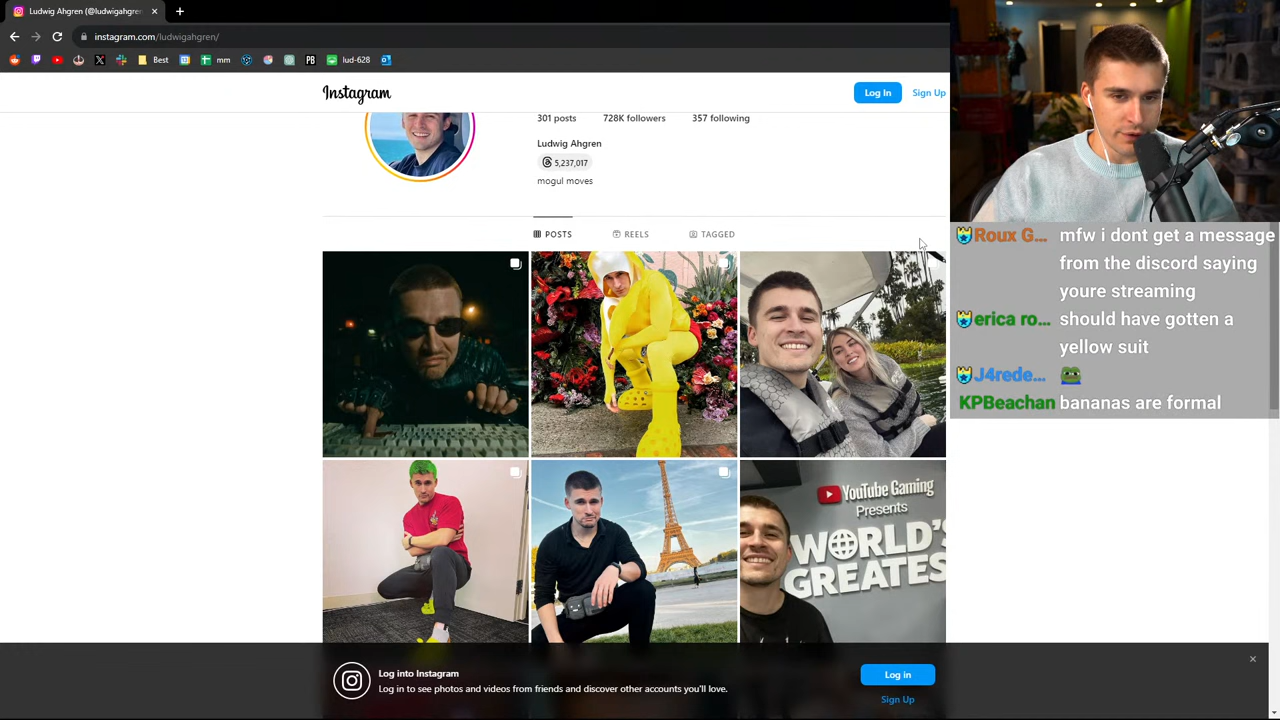 Ludwig Ahgren (@ludwigahgren
instagram.com/ludwigahgren/
Best
mm
PB
lud-628
Instagram
Log In
Sign Up
301 posts 728K followers 357 following
Ludwig Ahgren
5,237,017
mogul moves
POSTS REELS TAGGED
YouTube Gaming
Presents
WORLD'S
GREATES
Log into Instagram
Log in to see photos and videos from friends and discover other accounts you'll love.
Log in
Sign Up
Roux G... mfw i dont get a message
from the discord saying
youre streaming
erica ro... should have gotten a
yellow suit
J4rede...
KPBeachan bananas are formal